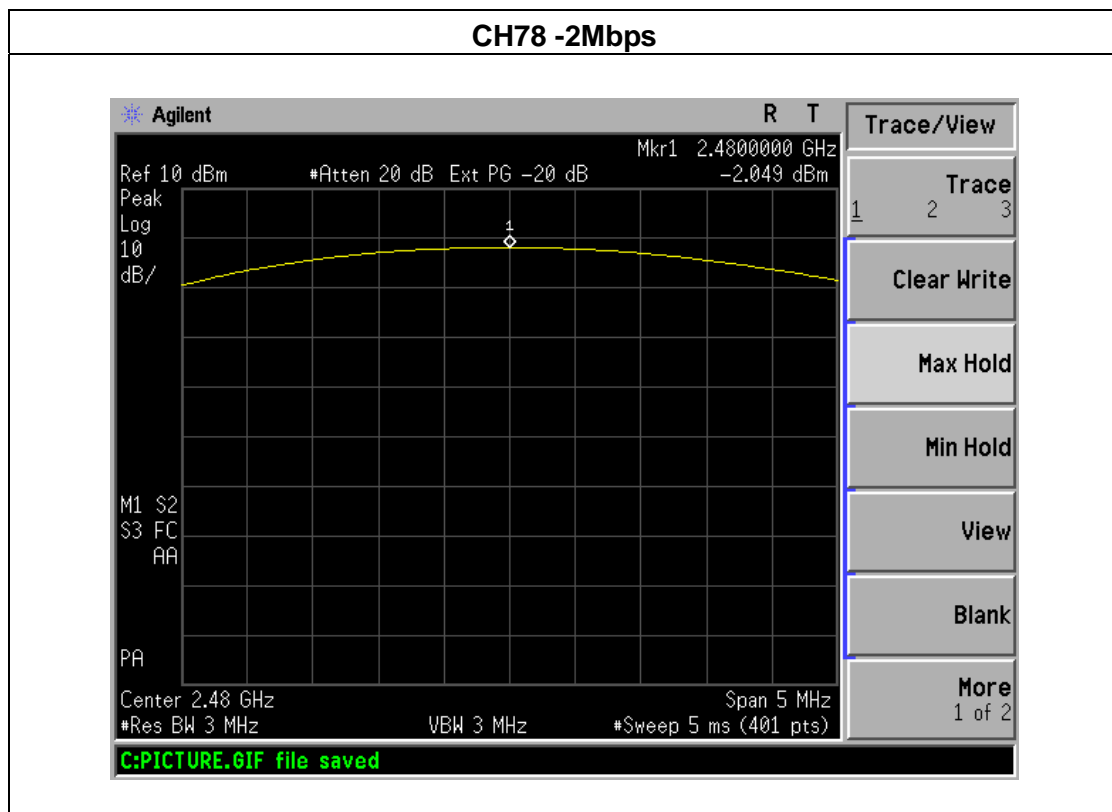 CH78 -2Mbps
Agilent R T
Mkr1 2.4800000 GHz
Ref 10 dBm #Atten 20 dB Ext PG -20 dB -2.049 dBm
Peak
Log
10
dB/
1
M1 S2
S3 FC
AA
PA
Center 2.48 GHz Span 5 MHz
#Res BW 3 MHz VBW 3 MHz #Sweep 5 ms (401 pts)
C:PICTURE.GIF file saved
Trace/View
Trace
1 2 3
Clear Write
Max Hold
Min Hold
View
Blank
More
1 of 2